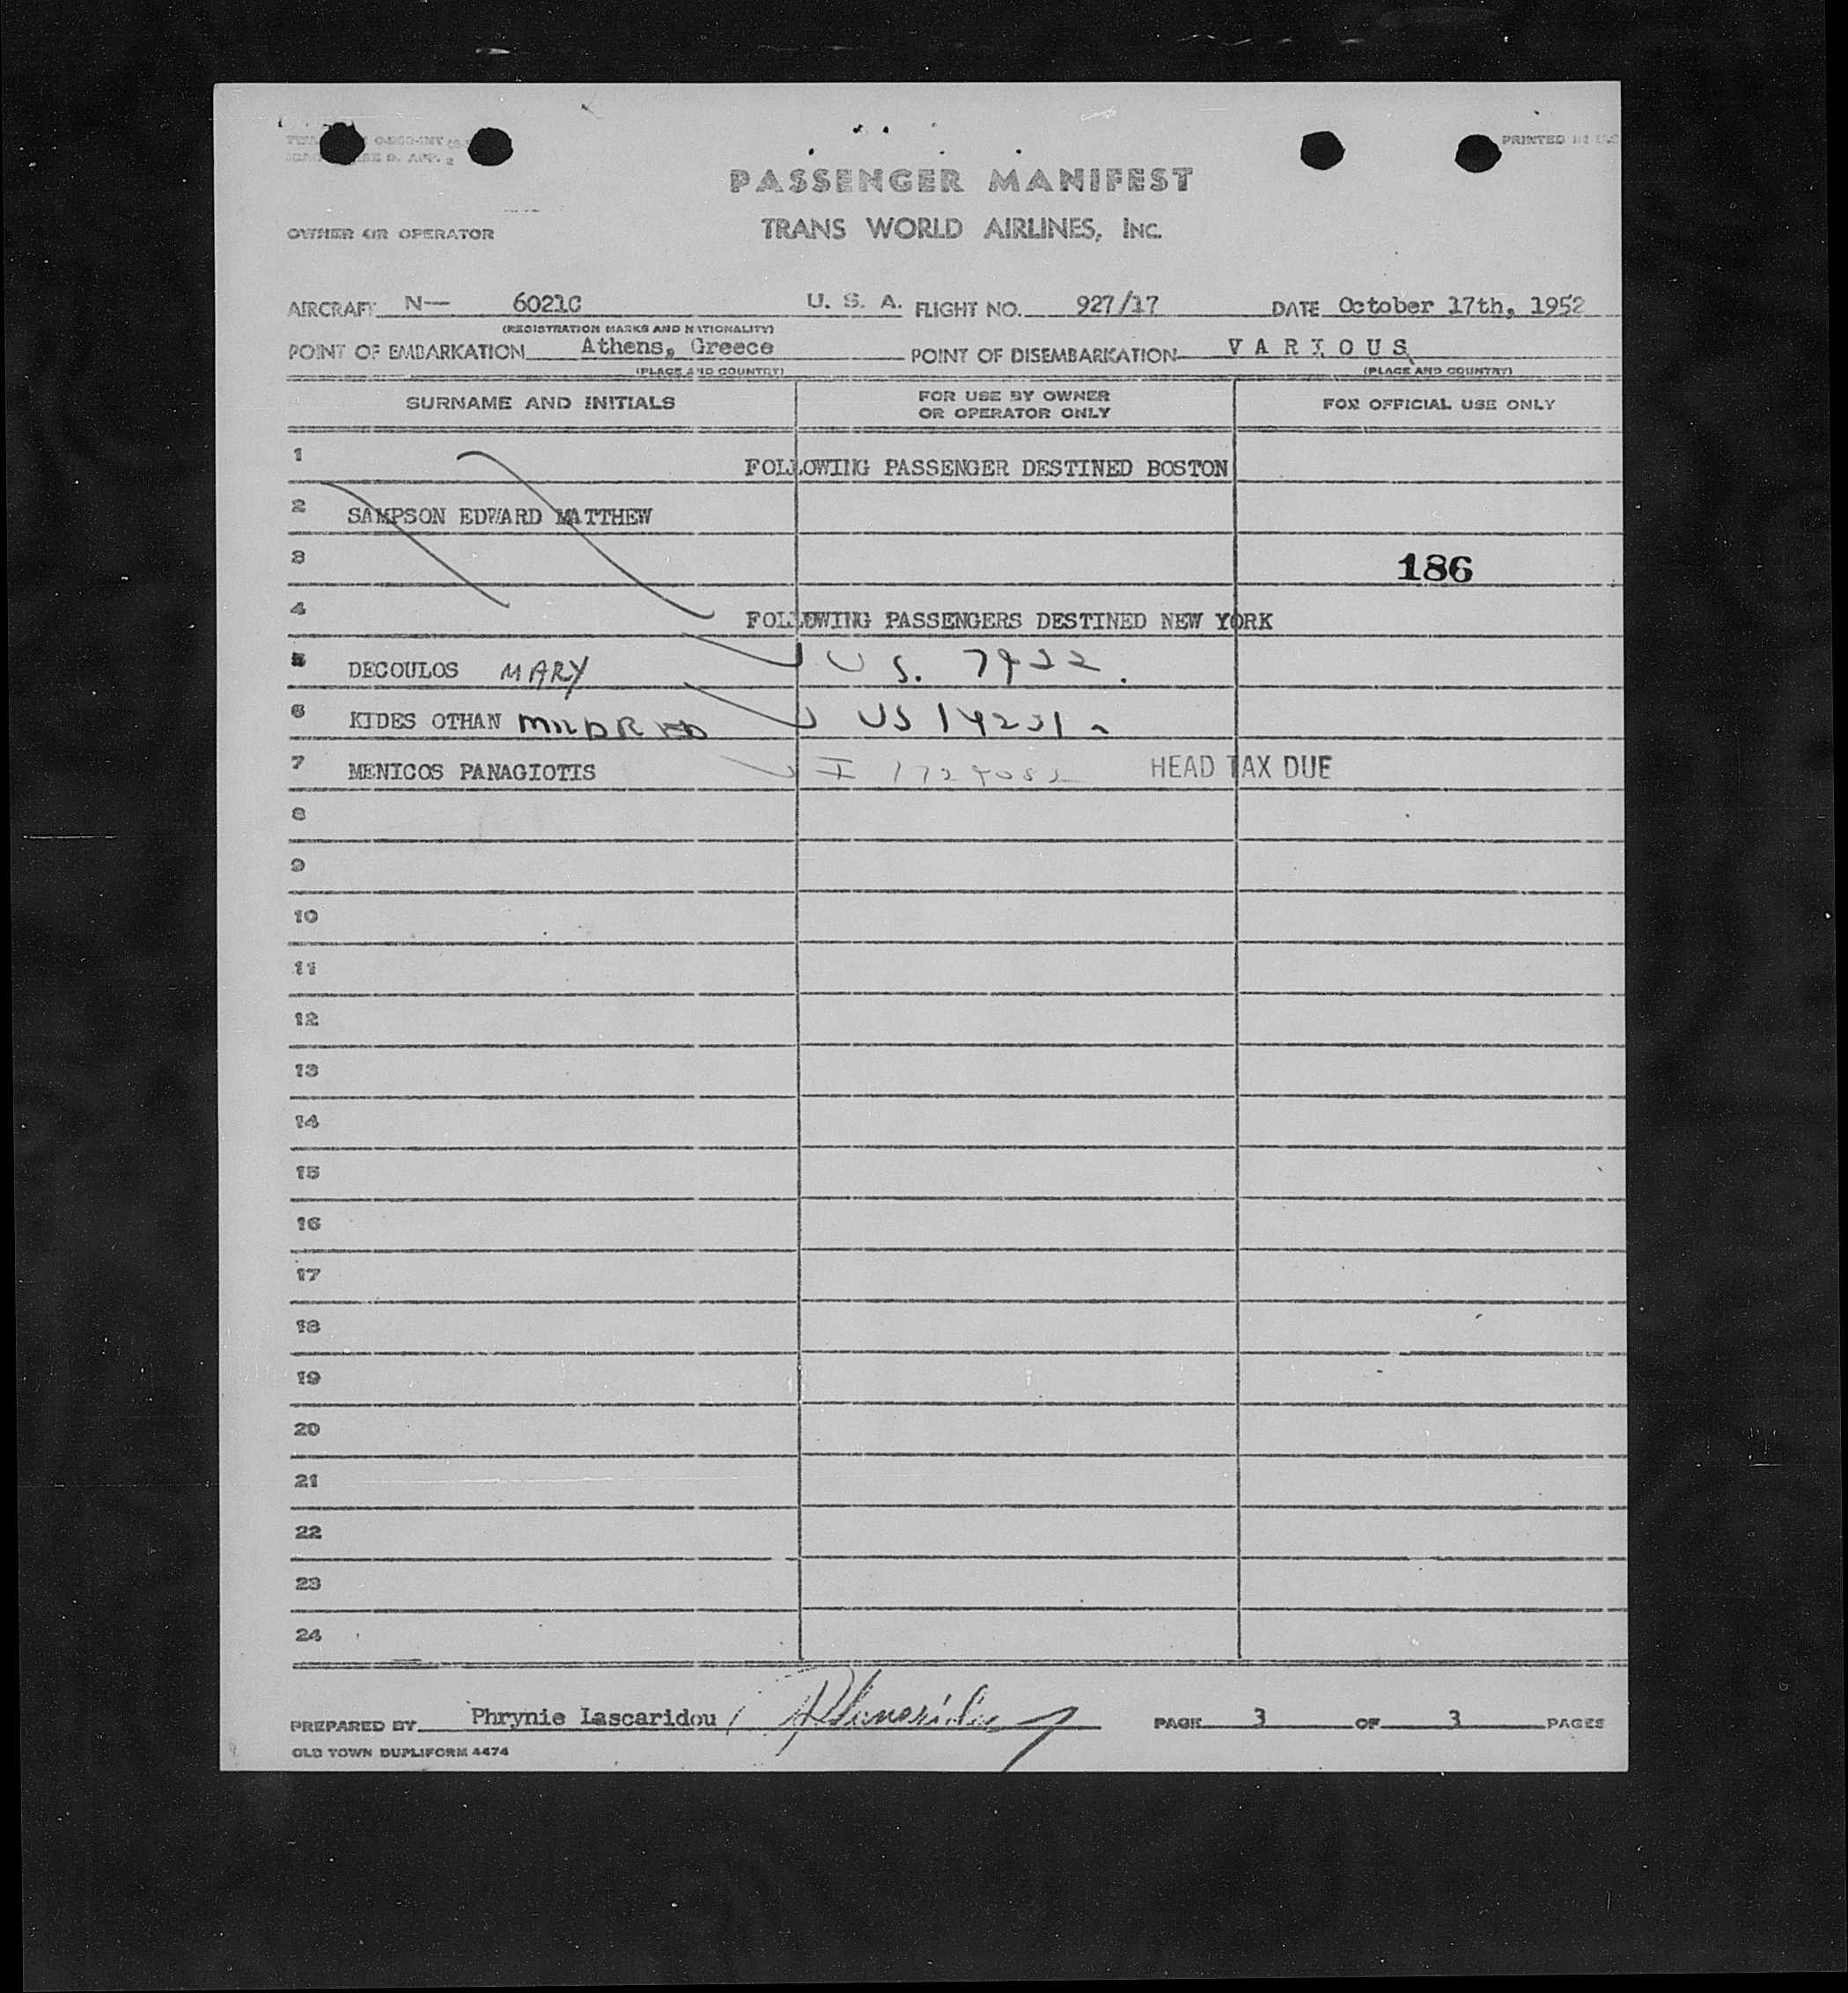 PRINTED IN U.S.
PASSENGER MANIFEST
OWNER OR OPERATOR TRANS WORLD AIRLINES, INC.
AIRCRAFT N— 6021C U. S. A. FLIGHT NO. 927/17 DATE October 17th, 1952
(REGISTRATION MARKS AND NATIONALITY)
POINT OF EMBARKATION Athens, Greece POINT OF DISEMBARKATION VARIOUS
(PLACE AND COUNTRY) (PLACE AND COUNTRY)
SURNAME AND INITIALS FOR USE BY OWNER OR OPERATOR ONLY FOR OFFICIAL USE ONLY
1 FOLLOWING PASSENGER DESTINED BOSTON
2 SAMPSON EDWARD MATTHEW
3 186
4 FOLLOWING PASSENGERS DESTINED NEW YORK
5 DECOULOS MARY U S.
6 KIDES OTHAN MILDRED US
7 MENICOS PANAGIOTIS I HEAD TAX DUE
8
9
10
11
12
13
14
15
16
17
18
19
20
21
22
23
24
PREPARED BY Phrynie Lascaridou PAGE 3 OF 3 PAGES
OLD TOWN DUPLIFORM 4474